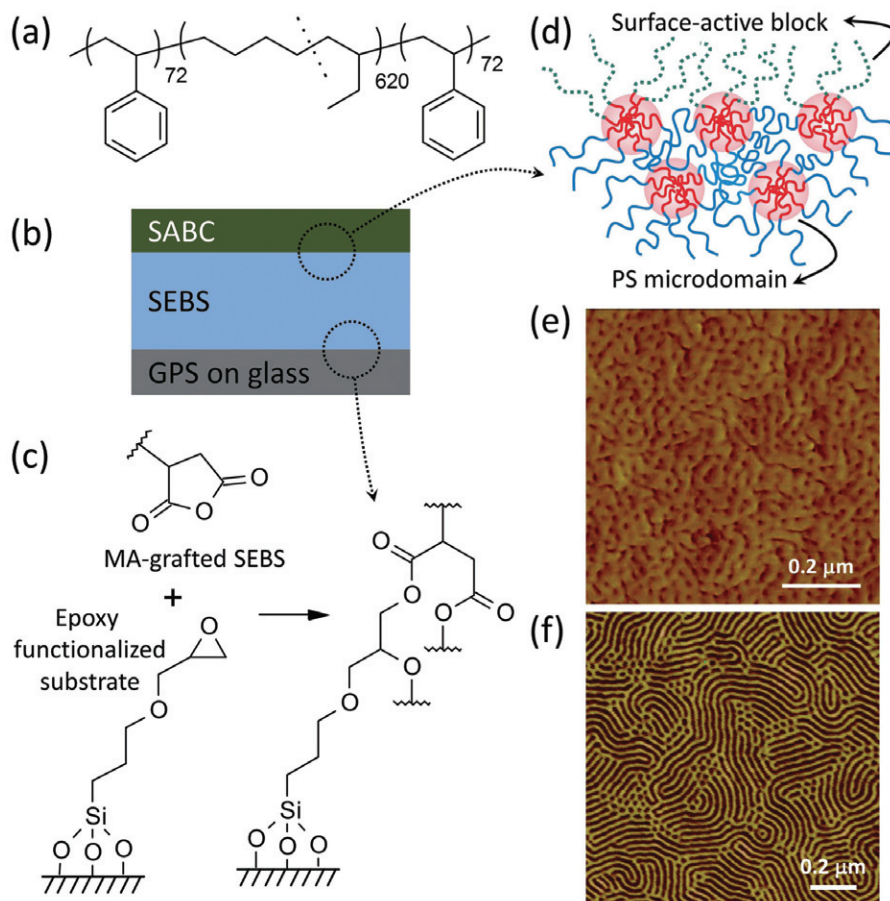 (a)
72
620
72
(b)
SABC
SEBS
GPS on glass
(c)
O
O
O
MA-grafted SEBS
+
Epoxy
functionalized
substrate
O
O
Si
O
O
O
O
O
O
O
O
O
Si
O
O
O
(d)
Surface-active block
PS microdomain
(e)
0.2 μm
(f)
0.2 μm